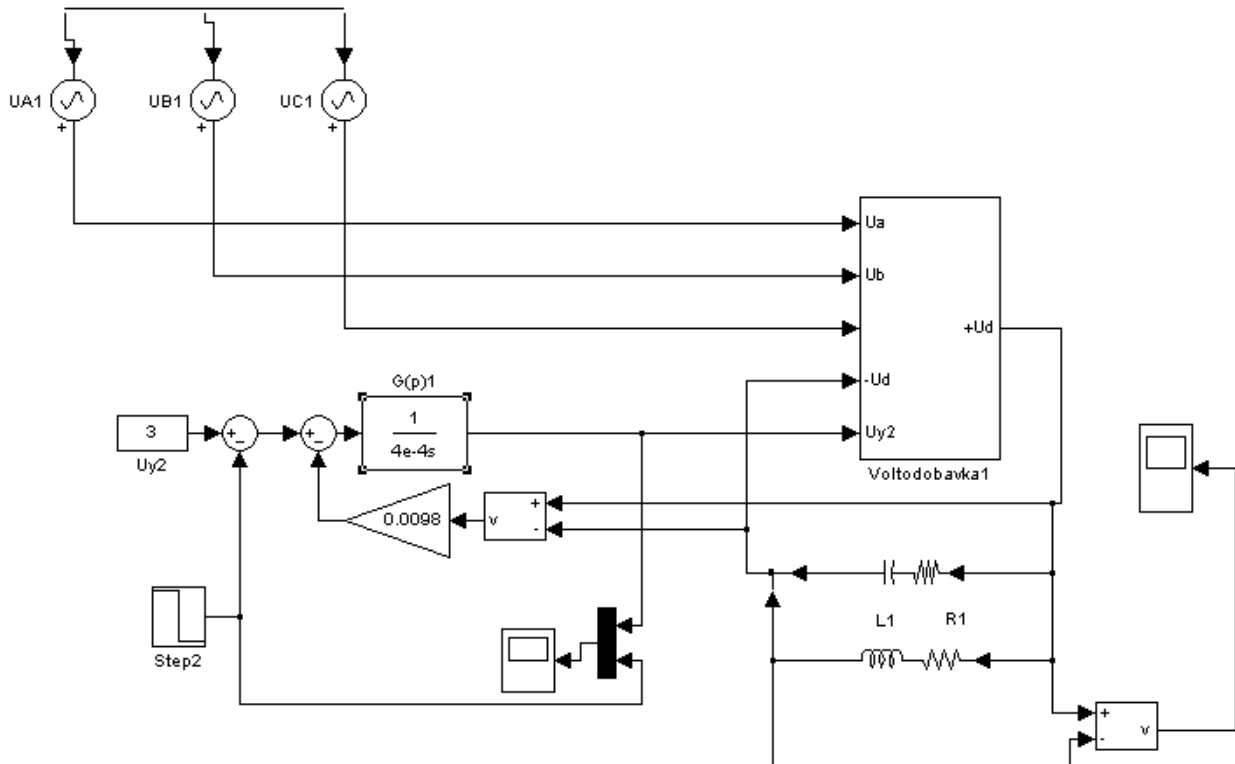 UA1
UB1
UC1
+
+
+
Ua
Ub
+Ud
-Ud
Uy2
Voltodobavka1
G(p)1
1
4e-4s
3
Uy2
+
-
+
-
0.0098
v
+
-
Step2
L1
R1
+
-
v